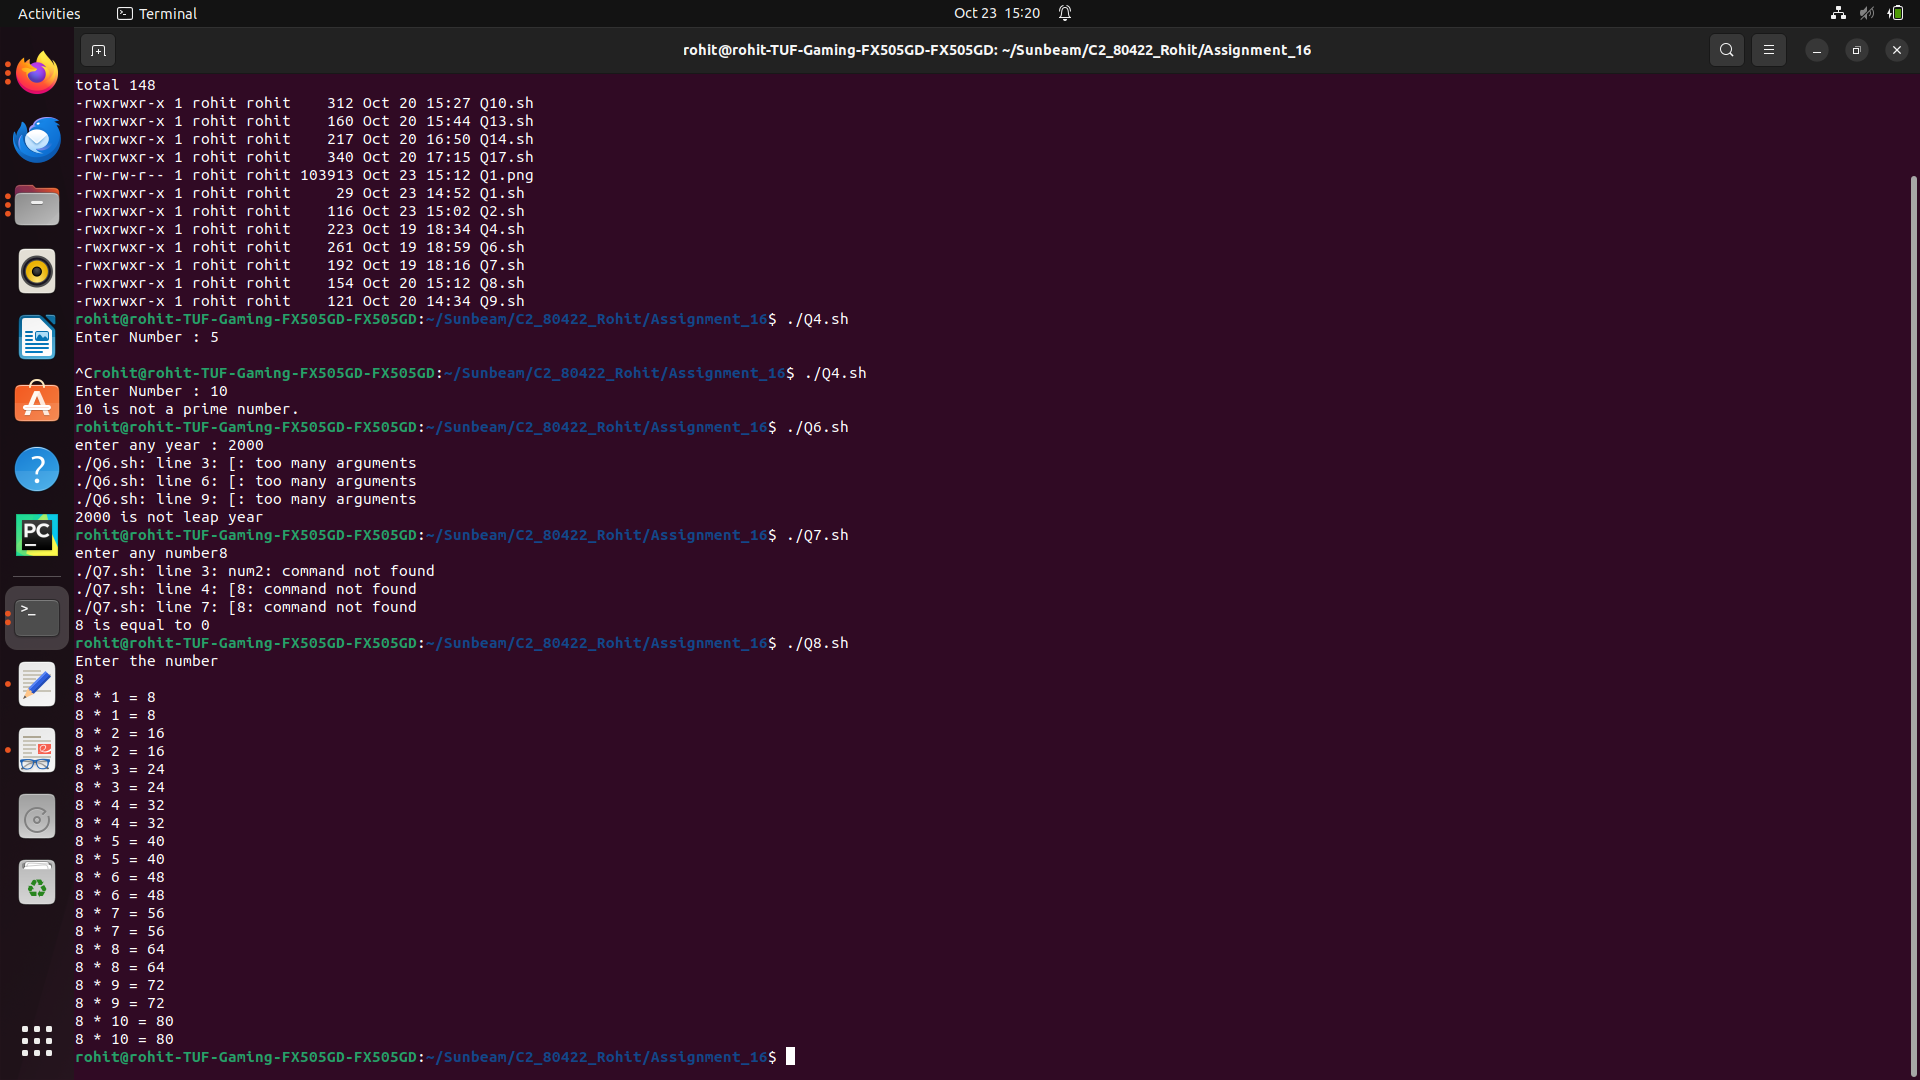 Activities
Terminal
Oct 23 15:20
rohit@rohit-TUF-Gaming-FX505GD-FX505GD: ~/Sunbeam/C2_80422_Rohit/Assignment_16
total 148
-rwxrwxr-x 1 rohit rohit    312 Oct 20 15:27 Q10.sh
-rwxrwxr-x 1 rohit rohit    160 Oct 20 15:44 Q13.sh
-rwxrwxr-x 1 rohit rohit    217 Oct 20 16:50 Q14.sh
-rwxrwxr-x 1 rohit rohit    340 Oct 20 17:15 Q17.sh
-rw-rw-r-- 1 rohit rohit 103913 Oct 23 15:12 Q1.png
-rwxrwxr-x 1 rohit rohit     29 Oct 23 14:52 Q1.sh
-rwxrwxr-x 1 rohit rohit    116 Oct 23 15:02 Q2.sh
-rwxrwxr-x 1 rohit rohit    223 Oct 19 18:34 Q4.sh
-rwxrwxr-x 1 rohit rohit    261 Oct 19 18:59 Q6.sh
-rwxrwxr-x 1 rohit rohit    192 Oct 19 18:16 Q7.sh
-rwxrwxr-x 1 rohit rohit    154 Oct 20 15:12 Q8.sh
-rwxrwxr-x 1 rohit rohit    121 Oct 20 14:34 Q9.sh
rohit@rohit-TUF-Gaming-FX505GD-FX505GD:~/Sunbeam/C2_80422_Rohit/Assignment_16$ ./Q4.sh
Enter Number : 5
^Crohit@rohit-TUF-Gaming-FX505GD-FX505GD:~/Sunbeam/C2_80422_Rohit/Assignment_16$ ./Q4.sh
Enter Number : 10
10 is not a prime number.
rohit@rohit-TUF-Gaming-FX505GD-FX505GD:~/Sunbeam/C2_80422_Rohit/Assignment_16$ ./Q6.sh
enter any year : 2000
./Q6.sh: line 3: [: too many arguments
./Q6.sh: line 6: [: too many arguments
./Q6.sh: line 9: [: too many arguments
2000 is not leap year
rohit@rohit-TUF-Gaming-FX505GD-FX505GD:~/Sunbeam/C2_80422_Rohit/Assignment_16$ ./Q7.sh
enter any number8
./Q7.sh: line 3: num2: command not found
./Q7.sh: line 4: [8: command not found
./Q7.sh: line 7: [8: command not found
8 is equal to 0
rohit@rohit-TUF-Gaming-FX505GD-FX505GD:~/Sunbeam/C2_80422_Rohit/Assignment_16$ ./Q8.sh
Enter the number
8
8 * 1 = 8
8 * 1 = 8
8 * 2 = 16
8 * 2 = 16
8 * 3 = 24
8 * 3 = 24
8 * 4 = 32
8 * 4 = 32
8 * 5 = 40
8 * 5 = 40
8 * 6 = 48
8 * 6 = 48
8 * 7 = 56
8 * 7 = 56
8 * 8 = 64
8 * 8 = 64
8 * 9 = 72
8 * 9 = 72
8 * 10 = 80
8 * 10 = 80
rohit@rohit-TUF-Gaming-FX505GD-FX505GD:~/Sunbeam/C2_80422_Rohit/Assignment_16$
PC